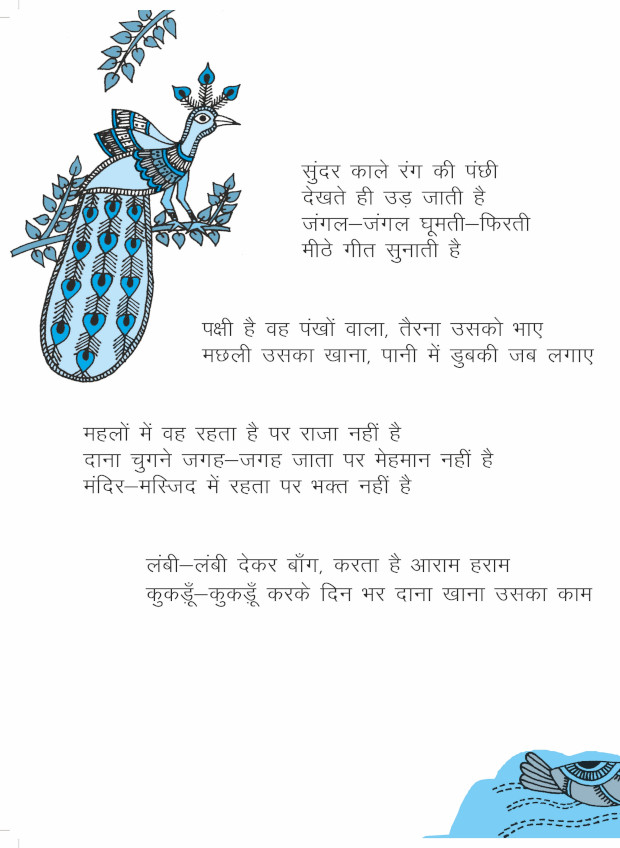 सुंदर काले रंग की पंछी
देखते ही उड़ जाती है
जंगल–जंगल घूमती–फिरती
मीठे गीत सुनाती है
पक्षी है वह पंखों वाला, तैरना उसको भाए
मछली उसका खाना, पानी में डुबकी जब लगाए
महलों में वह रहता है पर राजा नहीं है
दाना चुगने जगह–जगह जाता पर मेहमान नहीं है
मंदिर–मस्जिद में रहता पर भक्त नहीं है
लंबी–लंबी देकर बाँग, करता है आराम हराम
कुकड़ूँ–कुकड़ूँ करके दिन भर दाना खाना उसका काम